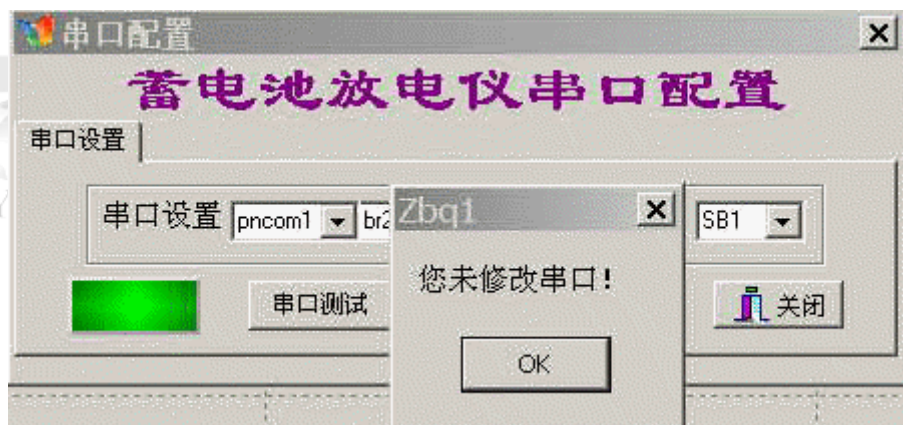 串口配置
蓄电池放电仪串口配置
串口设置
串口设置 pncom1 br2 SB1
Zbq1
您未修改串口!
串口测试 关闭
OK